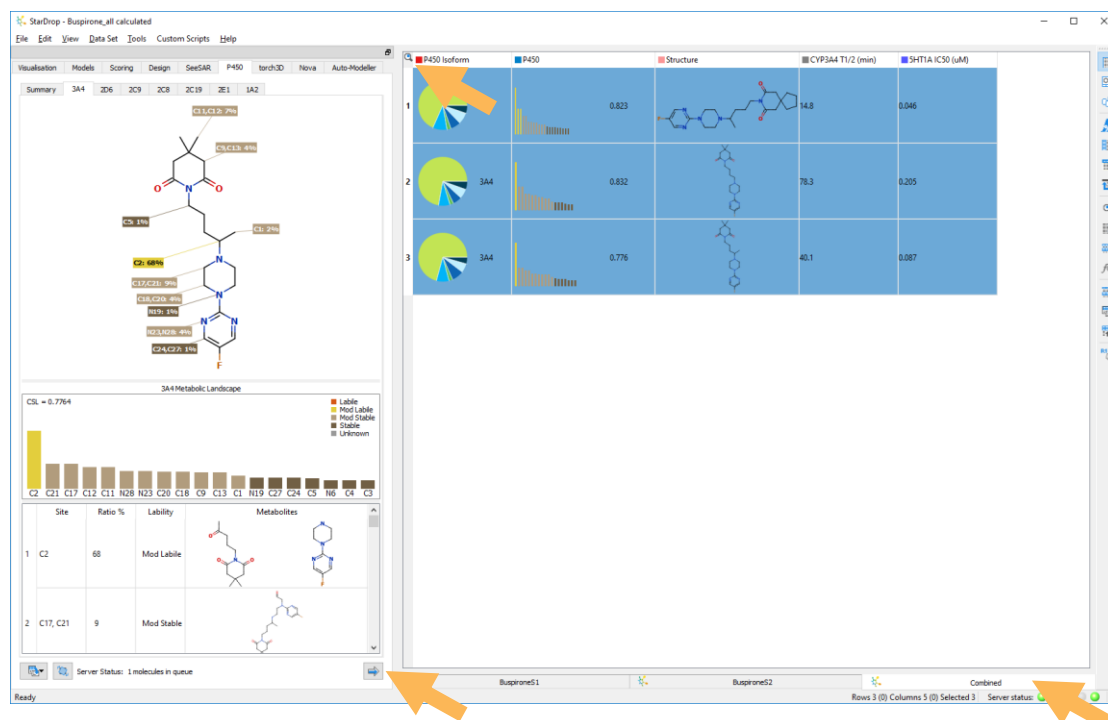 StarDrop - Buspirone_all calculated
File Edit View Data Set Tools Custom Scripts Help
Visualisation Models Scoring Design SeeSAR P450 torch3D Nova Auto-Modeller
Summary 3A4 2D6 2C9 2C8 2C19 2E1 1A2
C11,C12: 7%
C9,C13: 4%
O N O
C5: 1%
C1: 2%
C2: 68%
N
C17,C21: 9%
C18,C20: 4%
N
N19: 1%
N N
N23,N28: 4%
C24,C27: 1%
F
3A4 Metabolic Landscape
CSL = 0.7764
Labile
Mod Labile
Mod Stable
Stable
Unknown
C2 C21 C17 C12 C11 N28 N23 C20 C18 C9 C13 C1 N19 C27 C24 C5 N6 C4 C3
Site Ratio % Lability Metabolites
1 C2 68 Mod Labile
2 C17, C21 9 Mod Stable
Server Status: 1 molecules in queue
Ready
P450 Isoform P450 Structure CYP3A4 T1/2 (min) 5HT1A IC50 (uM)
1 0.823 14.8 0.046
2 3A4 0.832 78.3 0.205
3 3A4 0.776 40.1 0.087
BuspironeS1 BuspironeS2 Combined
Rows 3 (0) Columns 5 (0) Selected 3 Server status: